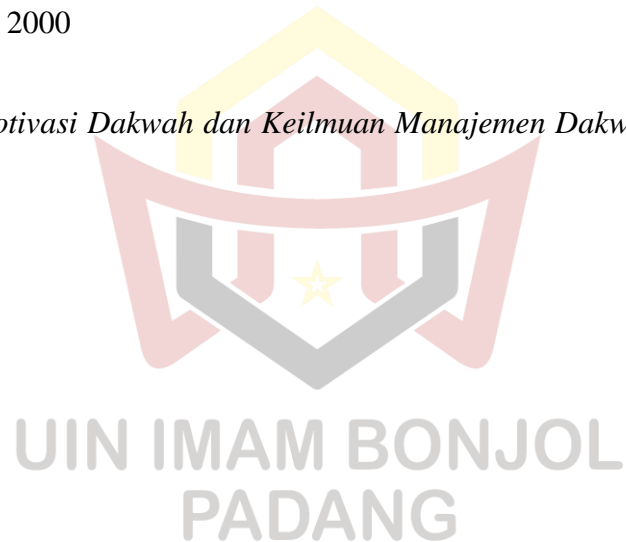 2000
otivasi Dakwah dan Keilmuan Manajemen Dakw
UIN IMAM BONJOL
PADANG